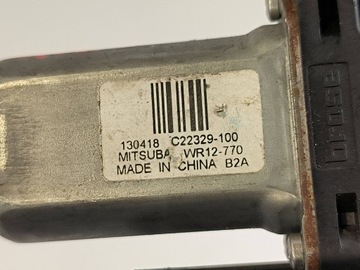 130418 C22329-100
MITSUBA WR12-770
MADE IN CHINA B2A